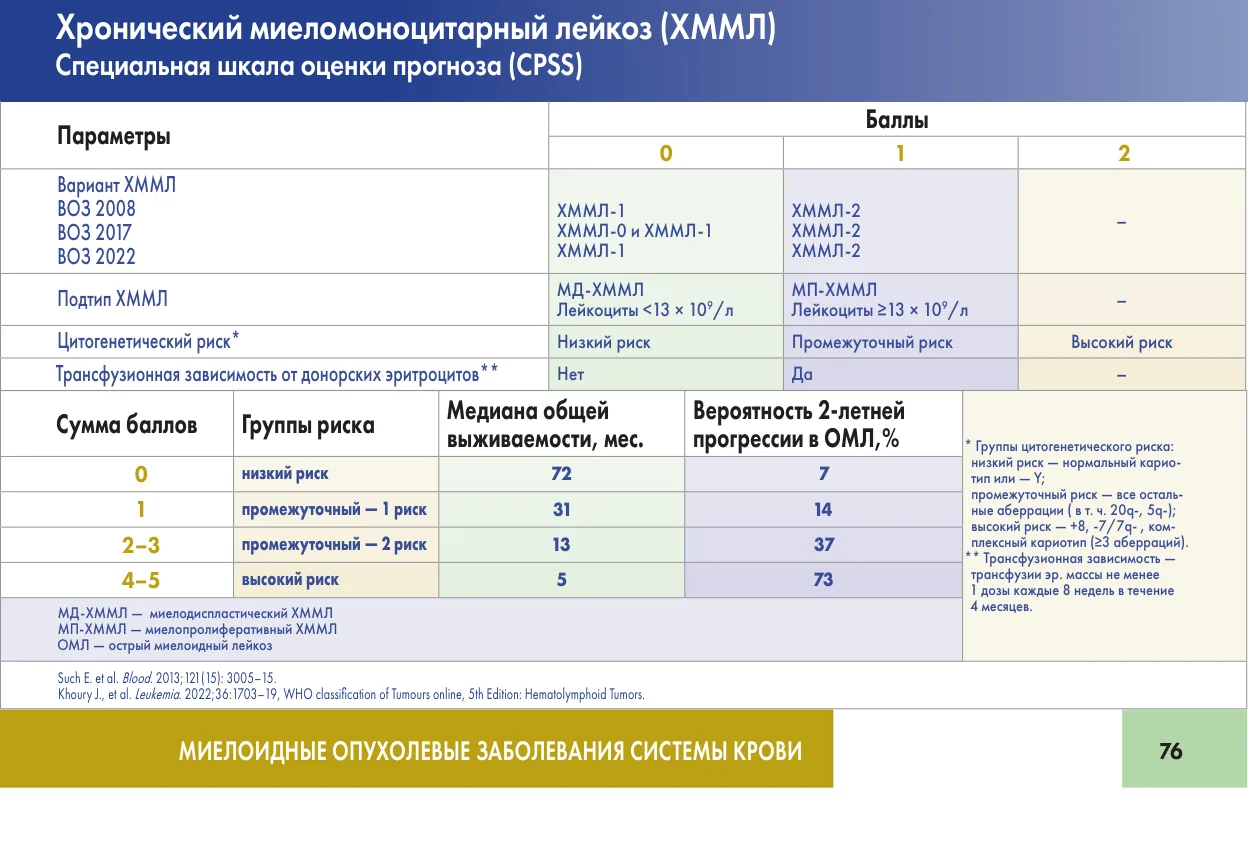 Хронический миеломоноцитарный лейкоз (ХММЛ)
Специальная шкала оценки прогноза (CPSS)
Параметры
Баллы
0
1
2
Вариант ХММЛ
ВОЗ 2008
ВОЗ 2017
ВОЗ 2022
ХММЛ-1
ХММЛ-0 и ХММЛ-1
ХММЛ-1
ХММЛ-2
ХММЛ-2
ХММЛ-2
–
Подтип ХММЛ
МД-ХММЛ
Лейкоциты <13 × 10⁹/л
МП-ХММЛ
Лейкоциты ≥13 × 10⁹/л
–
Цитогенетический риск*
Низкий риск
Промежуточный риск
Высокий риск
Трансфузионная зависимость от донорских эритроцитов**
Нет
Да
–
Сумма баллов
Группы риска
Медиана общей
выживаемости, мес.
Вероятность 2-летней
прогрессии в ОМЛ,%
0
низкий риск
72
7
1
промежуточный — 1 риск
31
14
2–3
промежуточный — 2 риск
13
37
4–5
высокий риск
5
73
* Группы цитогенетического риска:
низкий риск — нормальный карио-
тип или — Y;
промежуточный риск — все осталь-
ные аберрации ( в т. ч. 20q-, 5q-);
высокий риск — +8, -7/7q- , ком-
плексный кариотип (≥3 аберраций).
** Трансфузионная зависимость —
трансфузии эр. массы не менее
1 дозы каждые 8 недель в течение
4 месяцев.
МД-ХММЛ — миелодиспластический ХММЛ
МП-ХММЛ — миелопролиферативный ХММЛ
ОМЛ — острый миелоидный лейкоз
Such E. et al. Blood. 2013;121(15): 3005–15.
Khoury J., et al. Leukemia. 2022;36:1703–19, WHO classification of Tumours online, 5th Edition: Hematolymphoid Tumors.
МИЕЛОИДНЫЕ ОПУХОЛЕВЫЕ ЗАБОЛЕВАНИЯ СИСТЕМЫ КРОВИ
76